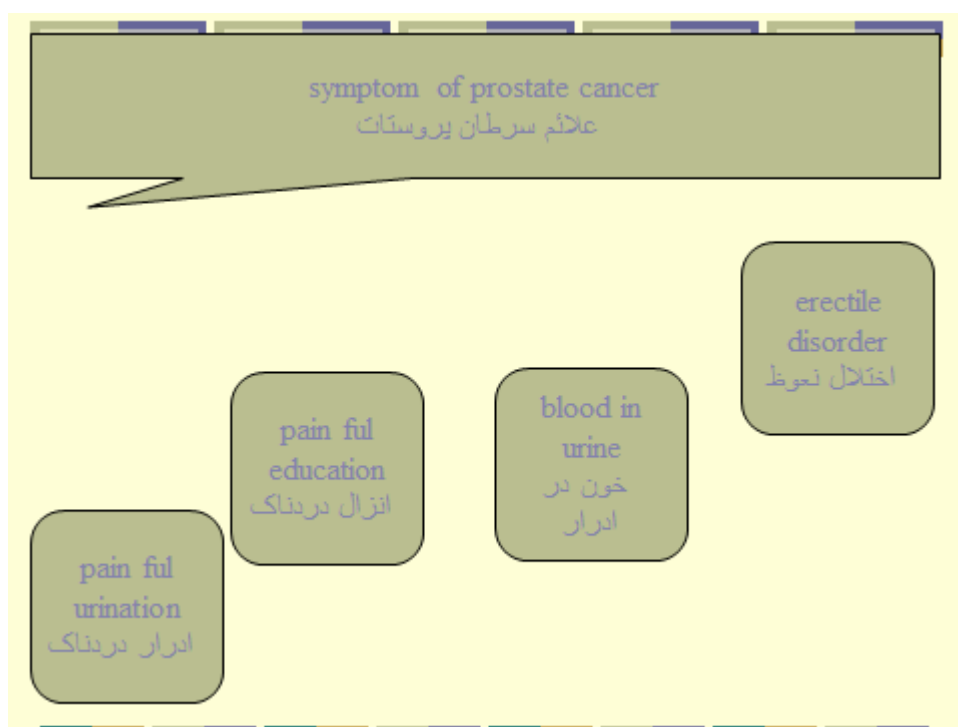 symptom of prostate cancer
علائم سرطان پروستات
erectile
disorder
اختلال نعوظ
blood in
urine
خون در
ادرار
pain ful
education
انزال دردناک
pain ful
urination
ادرار دردناک